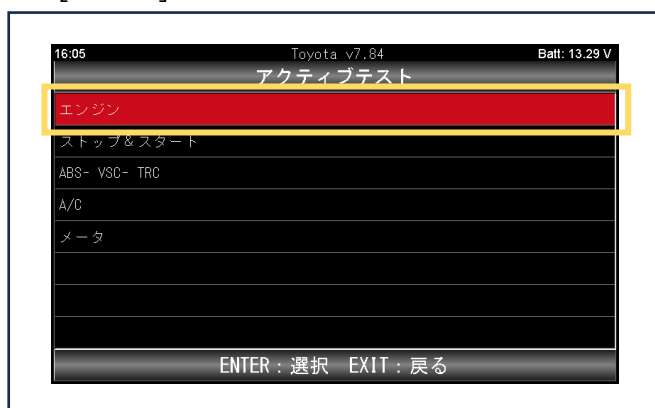 16:05 Toyota v7.84 Batt: 13.29 V
アクティブテスト
エンジン
ストップ&スタート
ABS- VSC- TRC
A/C
メータ
ENTER：選択 EXIT：戻る